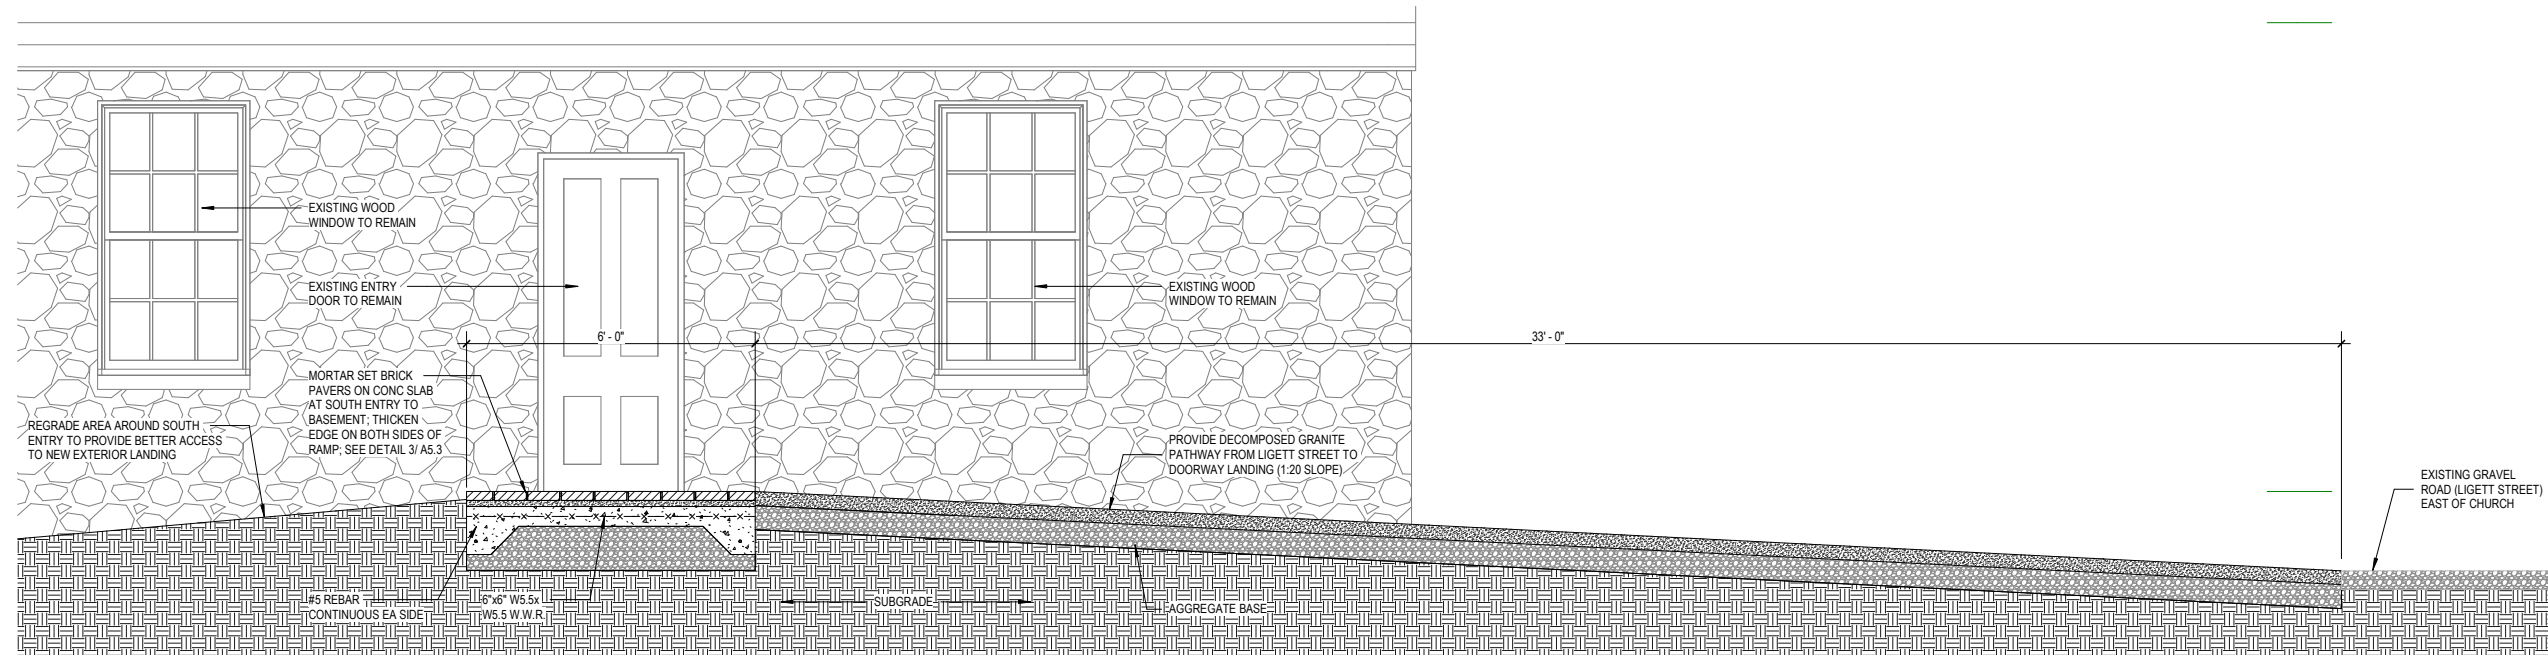 EXISTING WOOD
WINDOW TO REMAIN
EXISTING ENTRY
DOOR TO REMAIN
EXISTING WOOD
WINDOW TO REMAIN
6' - 0"
33' - 0"
MORTAR SET BRICK
PAVERS ON CONC SLAB
AT SOUTH ENTRY TO
BASEMENT; THICKEN
EDGE ON BOTH SIDES OF
RAMP; SEE DETAIL 3/ A5.3
REGRADE AREA AROUND SOUTH
ENTRY TO PROVIDE BETTER ACCESS
TO NEW EXTERIOR LANDING
PROVIDE DECOMPOSED GRANITE
PATHWAY FROM LIGETT STREET TO
DOORWAY LANDING (1:20 SLOPE)
EXISTING GRAVEL
ROAD (LIGETT STREET)
EAST OF CHURCH
#5 REBAR
CONTINUOUS EA SIDE
6"x6" W5.5x
W5.5 W.W.R.
SUBGRADE
AGGREGATE BASE